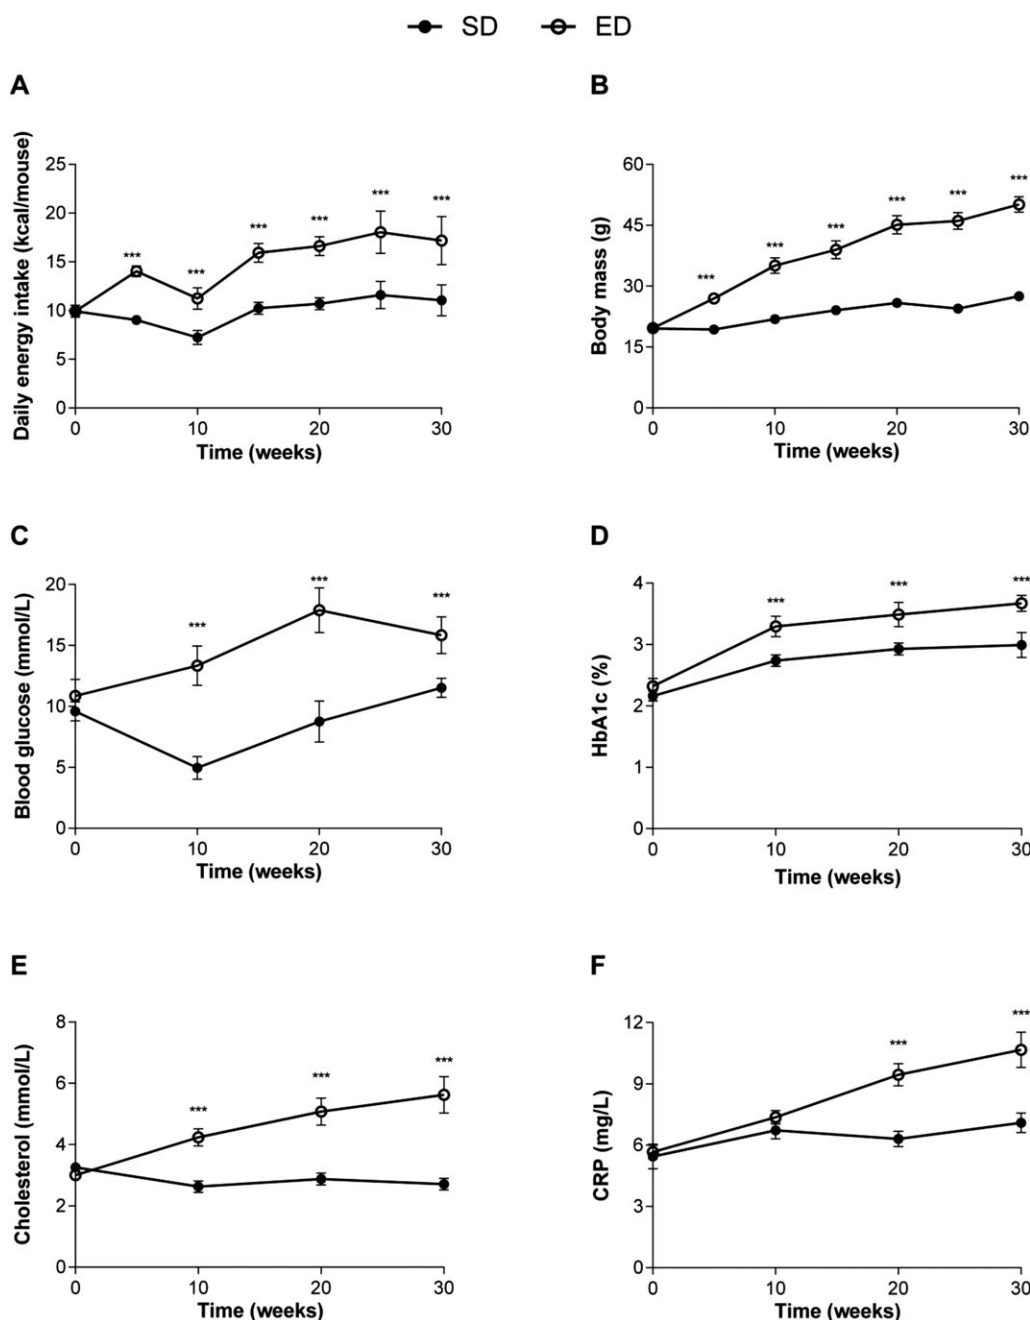 SD ED
A
Daily energy intake (kcal/mouse)
25
20
15
10
5
0
*** *** *** *** *** ***
0 10 20 30
Time (weeks)
B
Body mass (g)
60
45
30
15
0
*** *** *** *** *** ***
0 10 20 30
Time (weeks)
C
Blood glucose (mmol/L)
20
15
10
5
0
*** *** ***
0 10 20 30
Time (weeks)
D
HbA1c (%)
4
3
2
1
0
*** *** ***
0 10 20 30
Time (weeks)
E
Cholesterol (mmol/L)
8
6
4
2
0
*** *** ***
0 10 20 30
Time (weeks)
F
CRP (mg/L)
12
9
6
3
0
*** ***
0 10 20 30
Time (weeks)